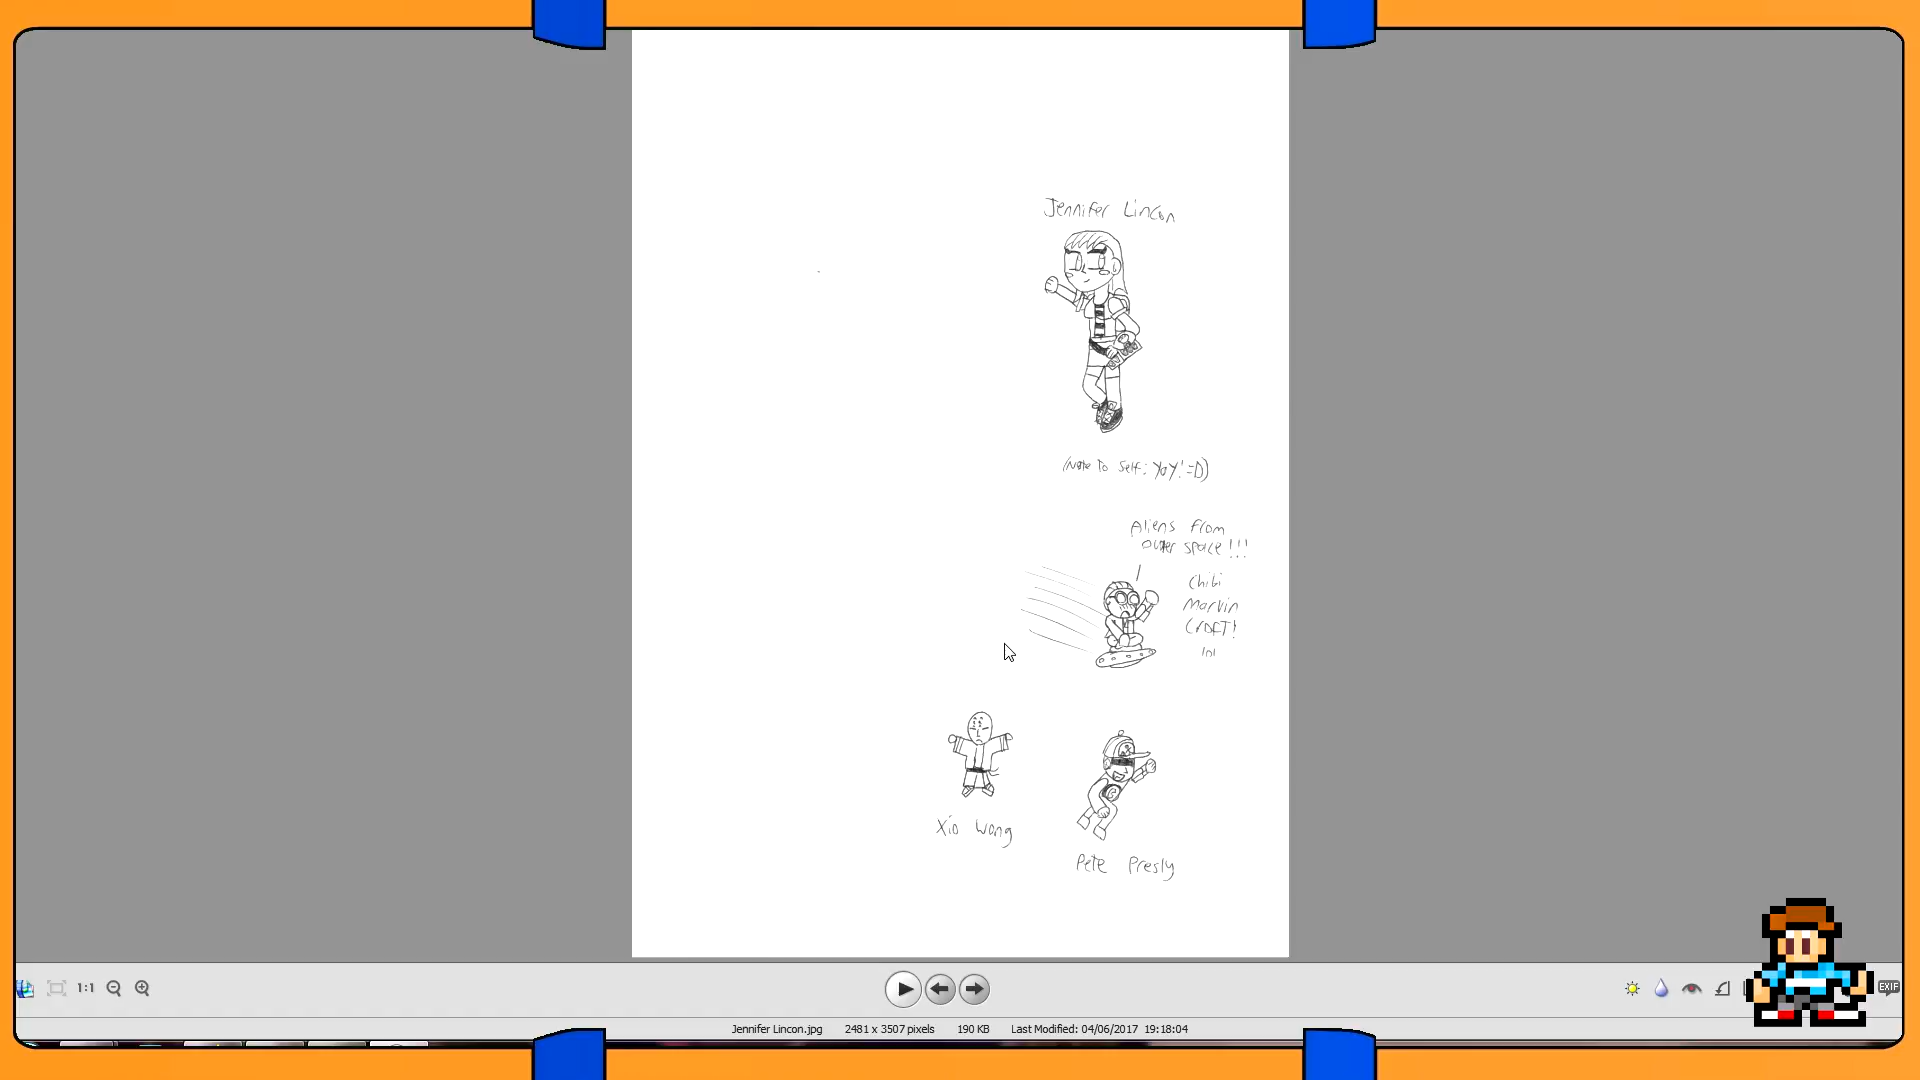 Jennifer Lincon
(Note To Self: YaY! =D)
Aliens From
outer space!!!
Chibi
Marvin
CroFT!
lol
Xio Wong
Pete Presly
1:1
EXIF
Jennifer Lincon.jpg 2481 x 3507 pixels 190 KB Last Modified: 04/06/2017 19:18:04